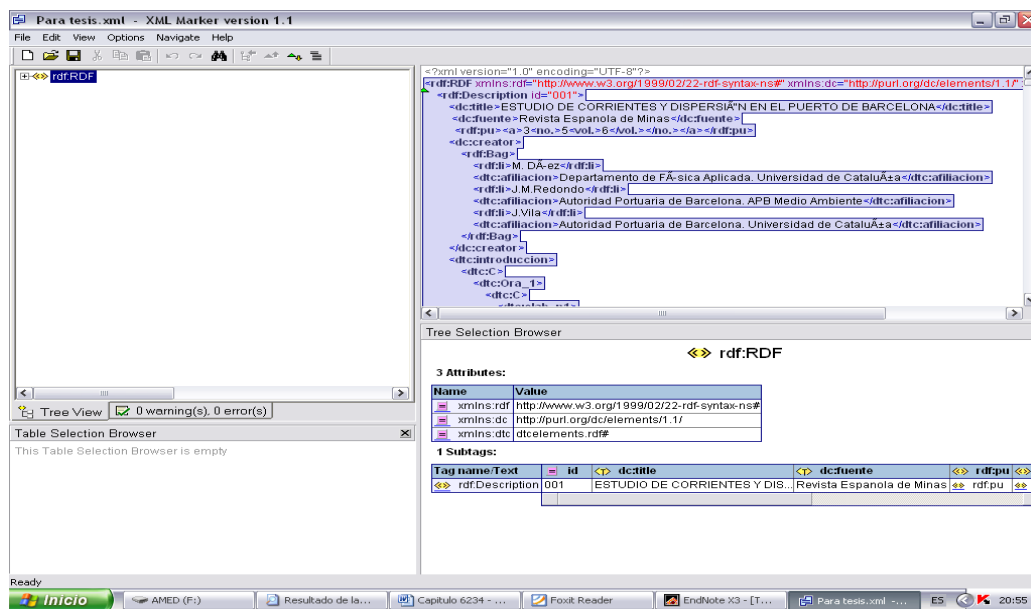 Para tesis.xml - XML Marker version 1.1
File Edit View Options Navigate Help
rdf:RDF
Tree View 0 warning(s), 0 error(s)
Table Selection Browser
This Table Selection Browser is empty
<?xml version="1.0" encoding="UTF-8"?>
<rdf:RDF xmlns:rdf="http://www.w3.org/1999/02/22-rdf-syntax-ns#" xmlns:dc="http://purl.org/dc/elements/1.1/"
<rdf:Description id="001">
<dc:title>ESTUDIO DE CORRIENTES Y DISPERSIÃ"N EN EL PUERTO DE BARCELONA</dc:title>
<dc:fuente>Revista Espanola de Minas</dc:fuente>
<rdf:pu><a>3<no.>5<vol.>6</vol.></no.></a></rdf:pu>
<dc:creator>
<rdf:Bag>
<rdf:li>M. DÃ-ez</rdf:li>
<dtc:afiliacion>Departamento de FÃ-sica Aplicada. Universidad de CataluÃ±a</dtc:afiliacion>
<rdf:li>J.M.Redondo</rdf:li>
<dtc:afiliacion>Autoridad Portuaria de Barcelona. APB Medio Ambiente</dtc:afiliacion>
<rdf:li>J.Vila</rdf:li>
<dtc:afiliacion>Autoridad Portuaria de Barcelona. Universidad de CataluÃ±a</dtc:afiliacion>
</rdf:Bag>
</dc:creator>
<dtc:introduccion>
<dtc:C>
<dtc:Ora_1>
<dtc:C>
Tree Selection Browser
rdf:RDF
3 Attributes:
Name Value
xmlns:rdf http://www.w3.org/1999/02/22-rdf-syntax-ns#
xmlns:dc http://purl.org/dc/elements/1.1/
xmlns:dtc dtcelements.rdf#
1 Subtags:
Tag name/Text id dc:title dc:fuente rdf:pu
rdf:Description 001 ESTUDIO DE CORRIENTES Y DIS... Revista Espanola de Minas rdf:pu
Ready
Inicio AMED (F:) Resultado de la... Capitulo 6234 - ... Foxit Reader EndNote X3 - [T... Para tesis.xml -... ES 20:55